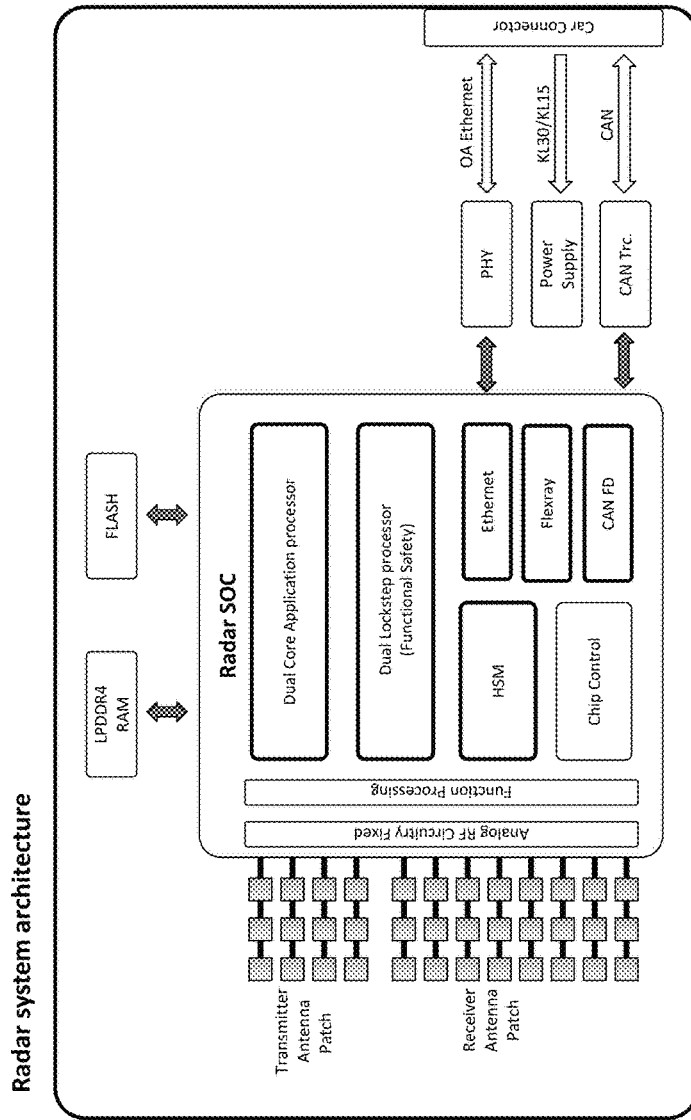 Radar system architecture
LPDDR4
RAM
FLASH
Radar SOC
Transmitter
Antenna
Patch
Receiver
Antenna
Patch
Analog RF Circuitry Fixed
Function Processing
Dual Core Application processor
Dual Lockstep processor
(Functional Safety)
HSM
Chip Control
Ethernet
Flexray
CAN FD
PHY
Power
Supply
CAN Trc.
OA Ethernet
KL30/KL15
CAN
Car Connector